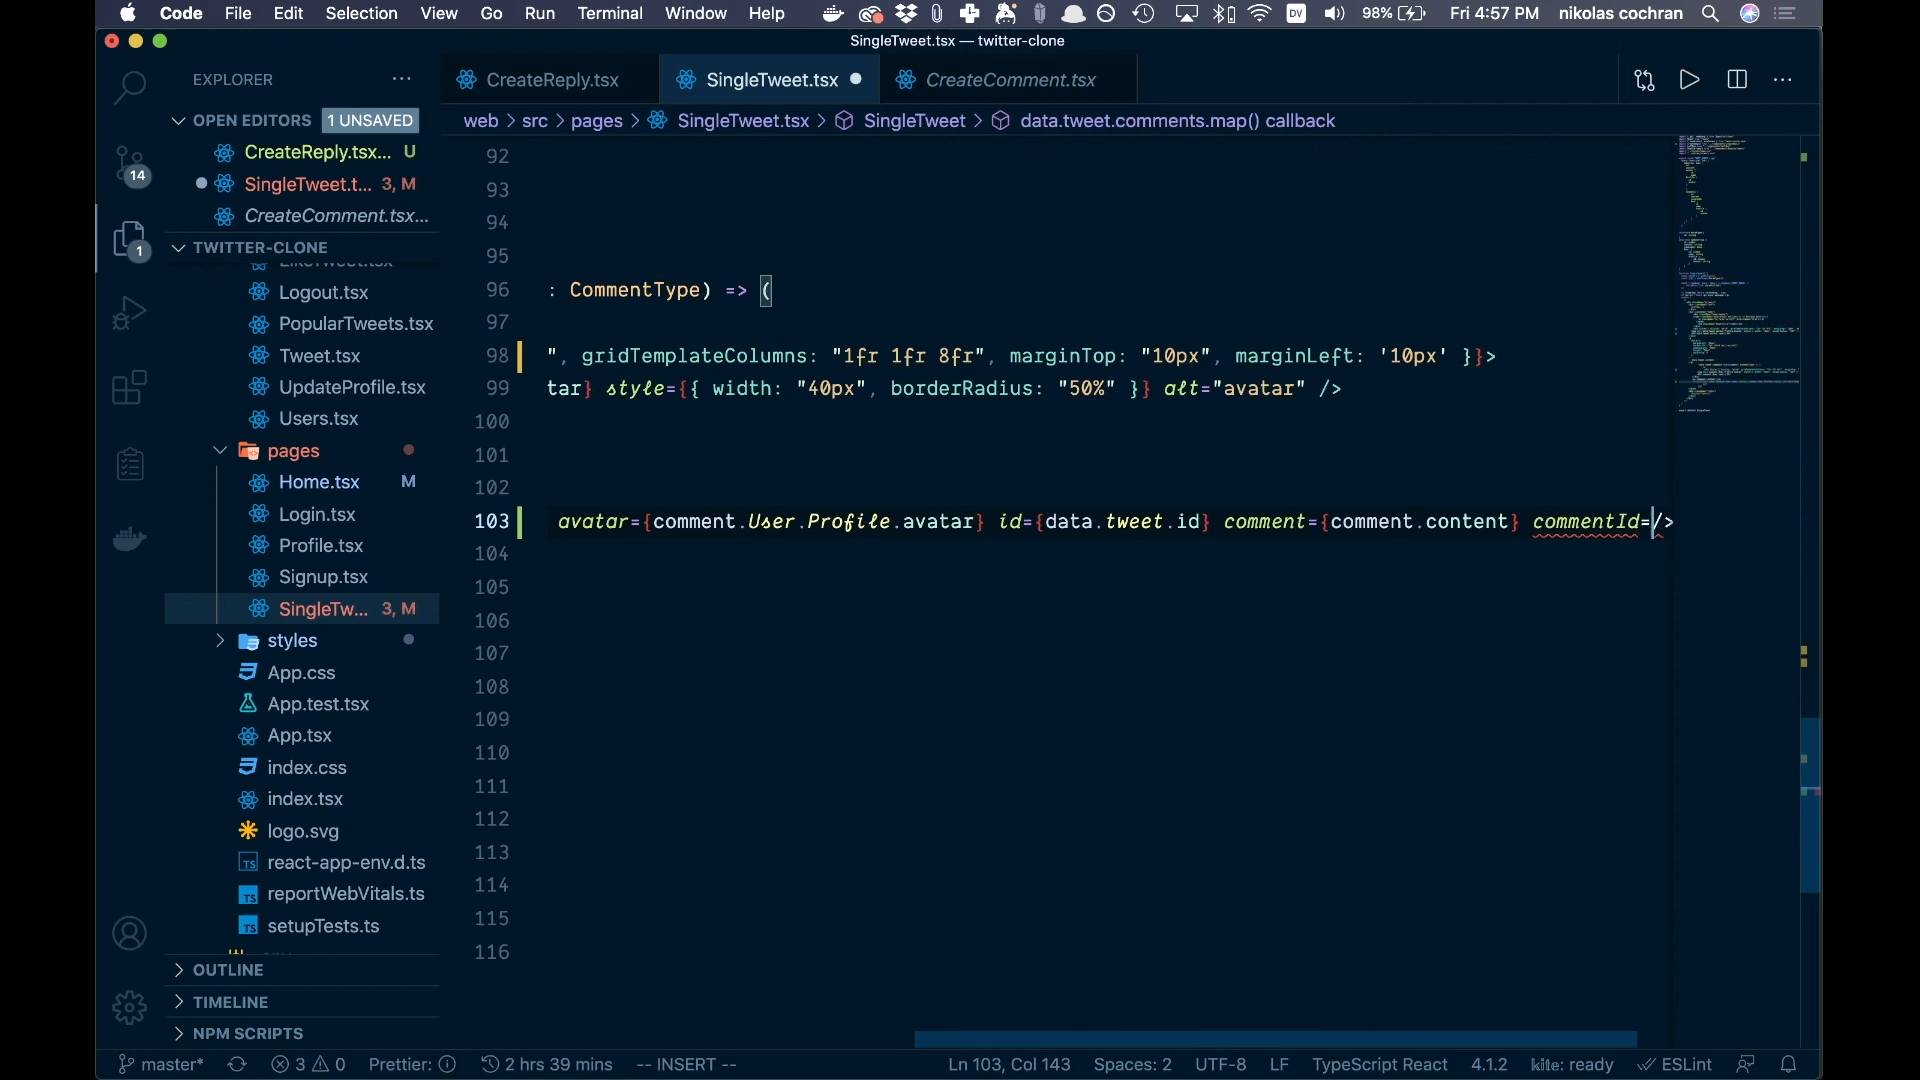 Code File Edit Selection View Go Run Terminal Window Help DV 98% Fri 4:57 PM nikolas cochran
SingleTweet.tsx — twitter-clone
EXPLORER
CreateReply.tsx SingleTweet.tsx CreateComment.tsx
OPEN EDITORS 1 UNSAVED
web > src > pages > SingleTweet.tsx > SingleTweet > data.tweet.comments.map() callback
CreateReply.tsx... U
SingleTweet.t... 3, M
CreateComment.tsx...
14
1
TWITTER-CLONE
LikeTweet.tsx
Logout.tsx
PopularTweets.tsx
Tweet.tsx
UpdateProfile.tsx
Users.tsx
pages
Home.tsx M
Login.tsx
Profile.tsx
Signup.tsx
SingleTw... 3, M
styles
App.css
App.test.tsx
App.tsx
index.css
index.tsx
logo.svg
react-app-env.d.ts
reportWebVitals.ts
setupTests.ts
OUTLINE
TIMELINE
NPM SCRIPTS
92
93
94
95
96 : CommentType) => (
97
98 ", gridTemplateColumns: "1fr 1fr 8fr", marginTop: "10px", marginLeft: '10px' }}>
99 tar} style={{ width: "40px", borderRadius: "50%" }} alt="avatar" />
100
101
102
103 avatar={comment.User.Profile.avatar} id={data.tweet.id} comment={comment.content} commentId=/>
104
105
106
107
108
109
110
111
112
113
114
115
116
master* 3 0 Prettier: 2 hrs 39 mins -- INSERT -- Ln 103, Col 143 Spaces: 2 UTF-8 LF TypeScript React 4.1.2 kite: ready ESLint